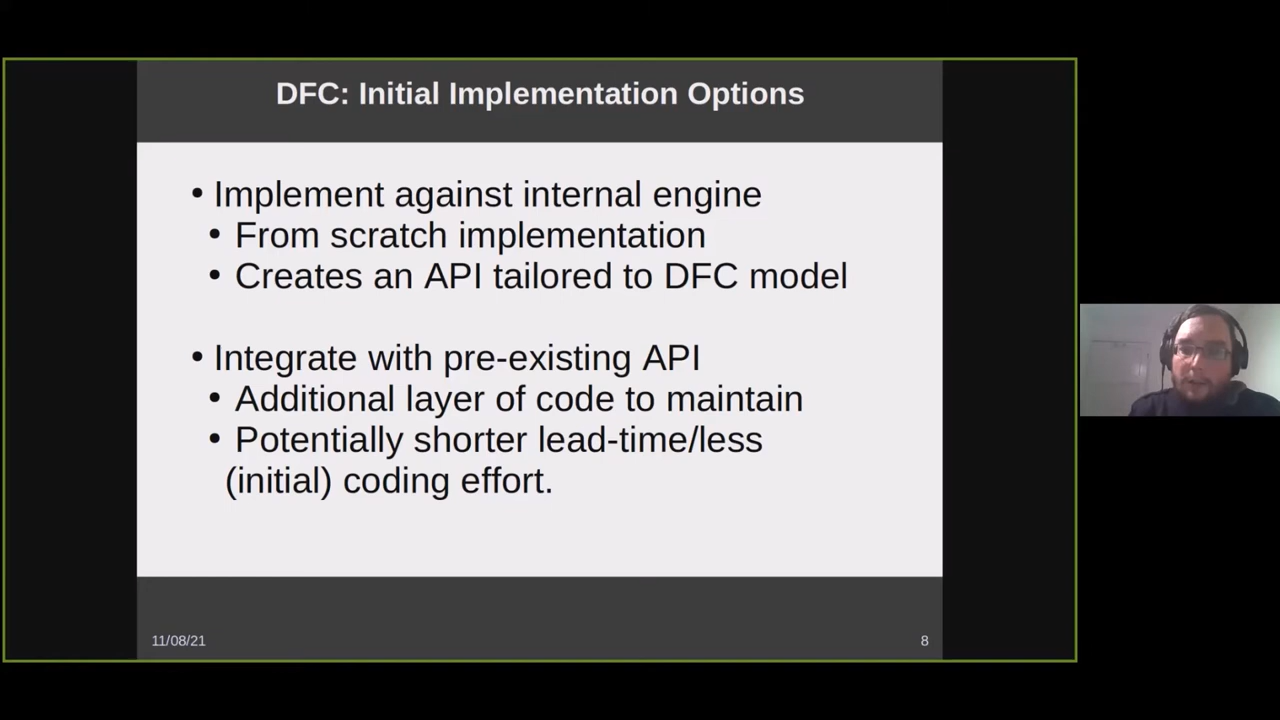 DFC: Initial Implementation Options
• Implement against internal engine
• From scratch implementation
• Creates an API tailored to DFC model
• Integrate with pre-existing API
• Additional layer of code to maintain
• Potentially shorter lead-time/less
(initial) coding effort.
11/08/21
8